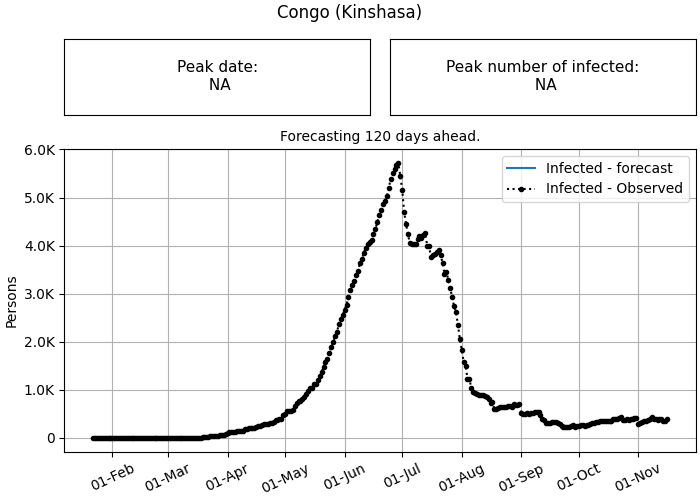 Congo (Kinshasa)
Peak date:
NA
Peak number of infected:
NA
Forecasting 120 days ahead.
6.0K
5.0K
4.0K
3.0K
2.0K
1.0K
0
Persons
Infected - forecast
Infected - Observed
01-Feb
01-Mar
01-Apr
01-May
01-Jun
01-Jul
01-Aug
01-Sep
01-Oct
01-Nov